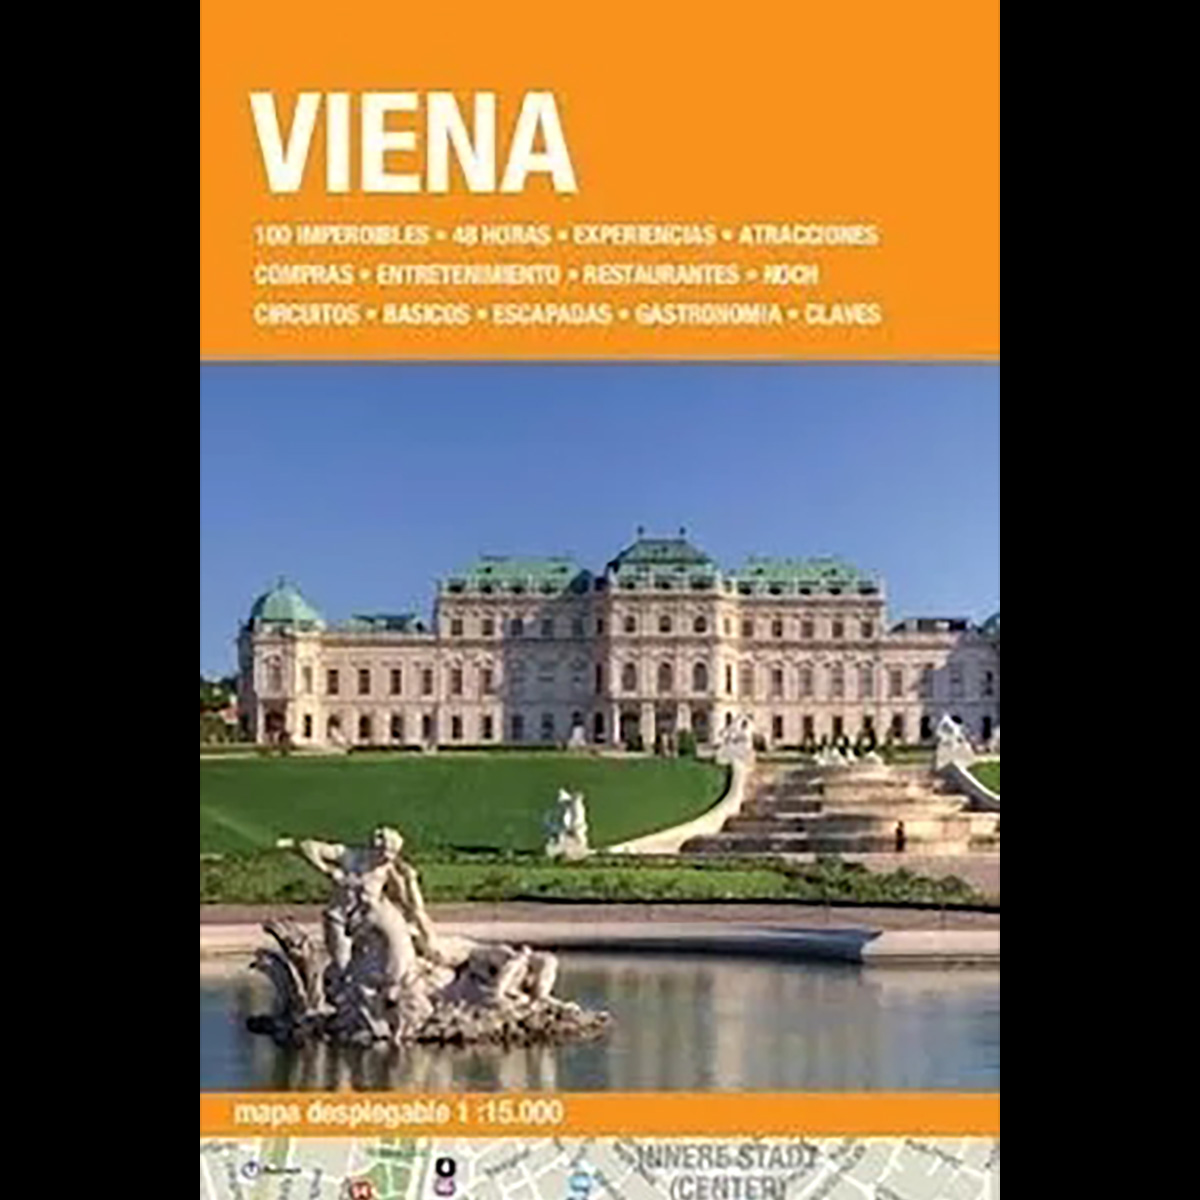 VIENA
100 IMPERDIBLES • 48 HORAS • EXPERIENCIAS • ATRACCIONES
COMPRAS • ENTRETENIMIENTO • RESTAURANTES • NOCH
CIRCUITOS • BASICOS • ESCAPADAS • GASTRONOMIA • CLAVES
mapa desplegable 1 :15.000
INNERE STADT
(CENTER)